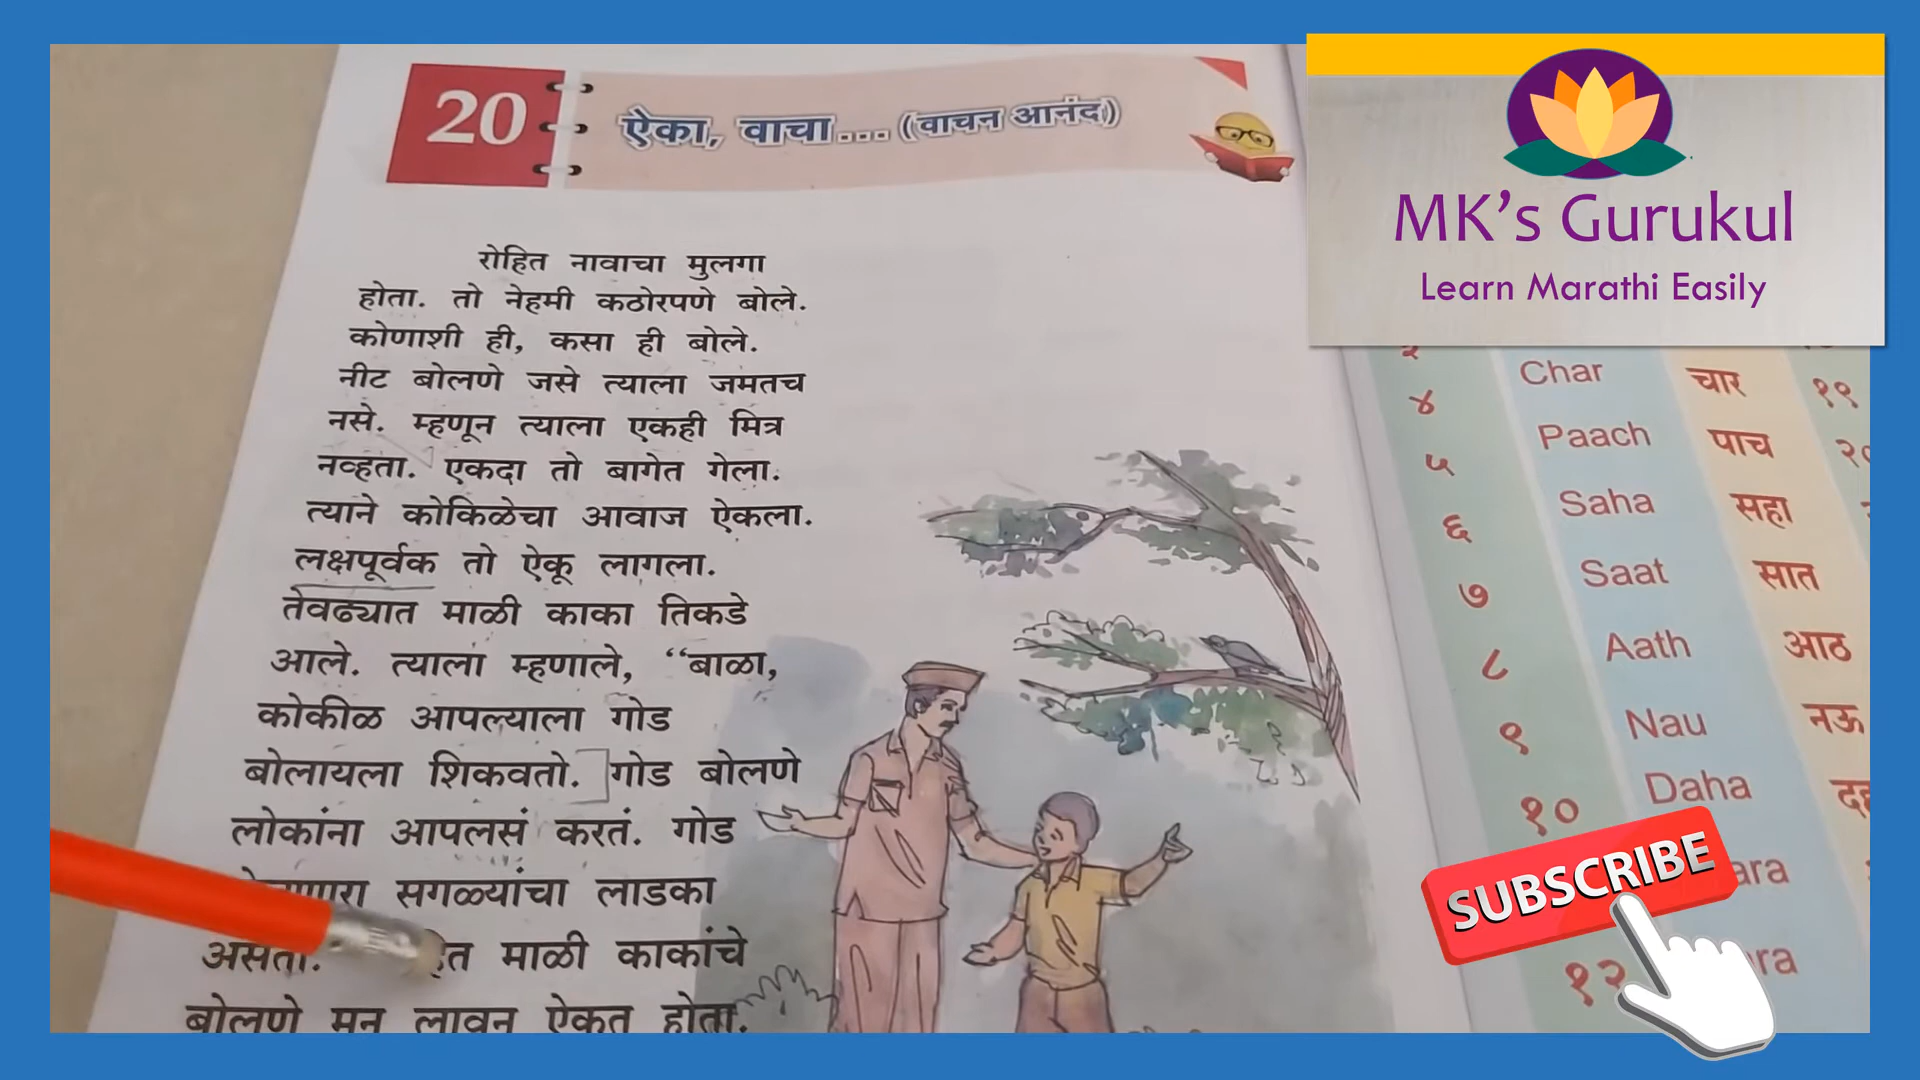 20
ऐका, वाचा... (वाचन आनंद)
रोहित नावाचा मुलगा
होता. तो नेहमी कठोरपणे बोले.
कोणाशी ही, कसा ही बोले.
नीट बोलणे जसे त्याला जमतच
नसे. म्हणून त्याला एकही मित्र
नव्हता. एकदा तो बागेत गेला.
त्याने कोकिळेचा आवाज ऐकला.
लक्षपूर्वक तो ऐकू लागला.
तेवढ्यात माळी काका तिकडे
आले. त्याला म्हणाले, “बाळा,
कोकीळ आपल्याला गोड
बोलायला शिकवतो. गोड बोलणे
लोकांना आपलसं करतं. गोड
सगळ्यांचा लाडका
असतो. माळी काकांचे
बोलणे मन लावून ऐकत होता.
MK's Gurukul
Learn Marathi Easily
४ Char चार १९
५ Paach पाच
६ Saha सहा
७ Saat सात
८ Aath आठ
९ Nau नऊ
१० Daha
१२
SUBSCRIBE